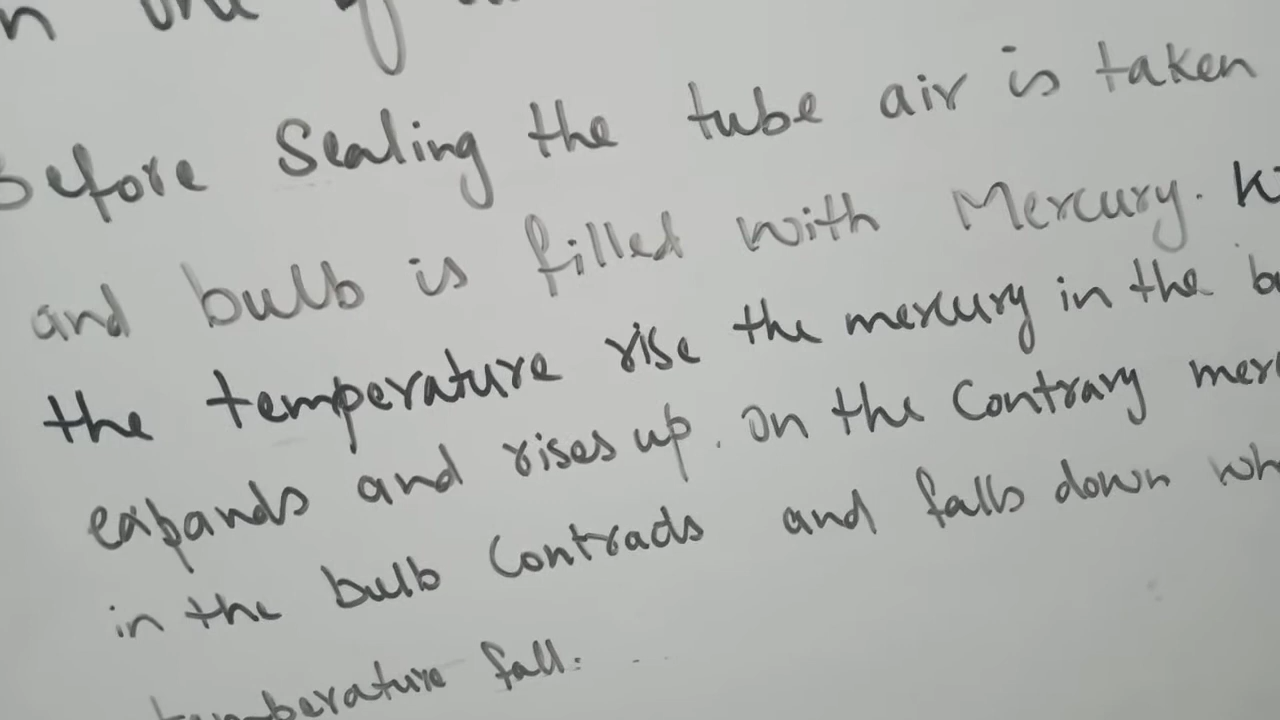 Before Sealing the tube air is taken
and bulb is filled with Mercury.
the temperature rise the mercury in the
expands and rises up. on the Contrary
in the bulb Contracts and falls down
temperature fall.